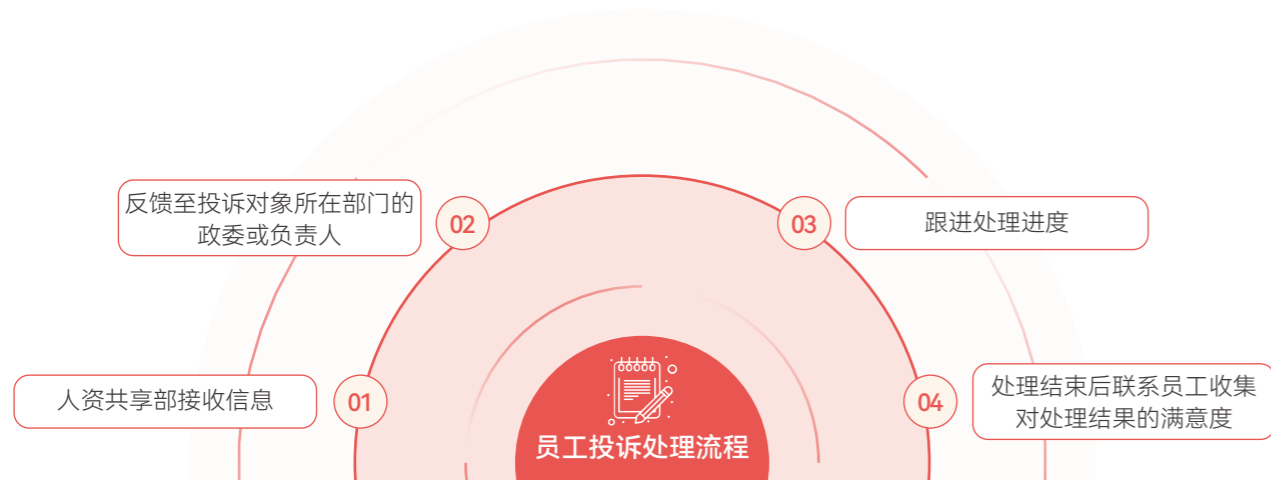 01
人资共享部接收信息
02
反馈至投诉对象所在部门的
政委或负责人
03
跟进处理进度
04
处理结束后联系员工收集
对处理结果的满意度
员工投诉处理流程